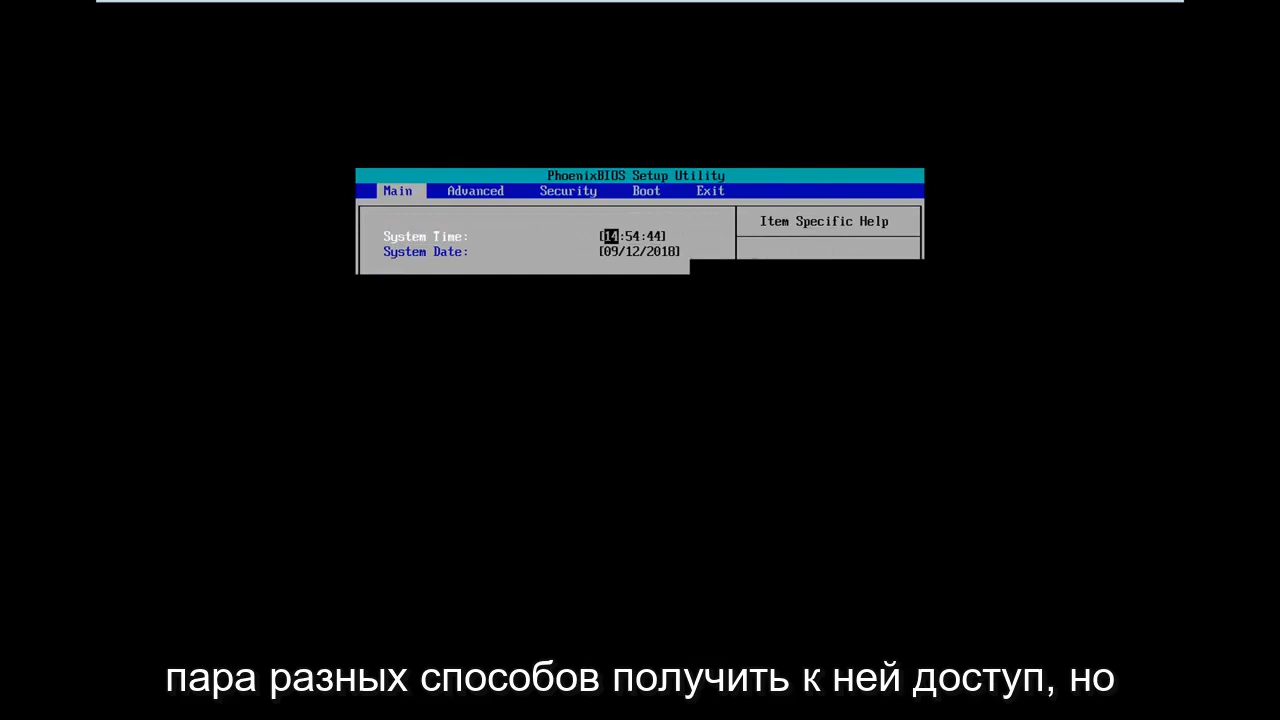 PhoenixBIOS Setup Utility
Main Advanced Security Boot Exit
Item Specific Help
System Time: [14:54:44]
System Date: [09/12/2018]
пара разных способов получить к ней доступ, но